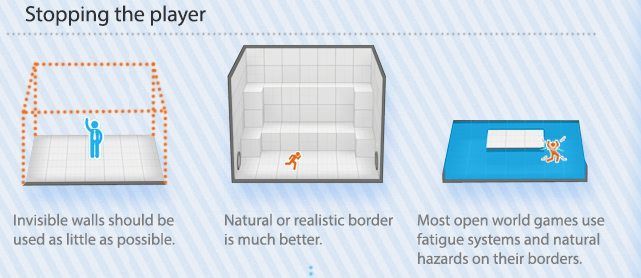 Stopping the player
Invisible walls should be
used as little as possible.
Natural or realistic border
is much better.
Most open world games use
fatigue systems and natural
hazards on their borders.